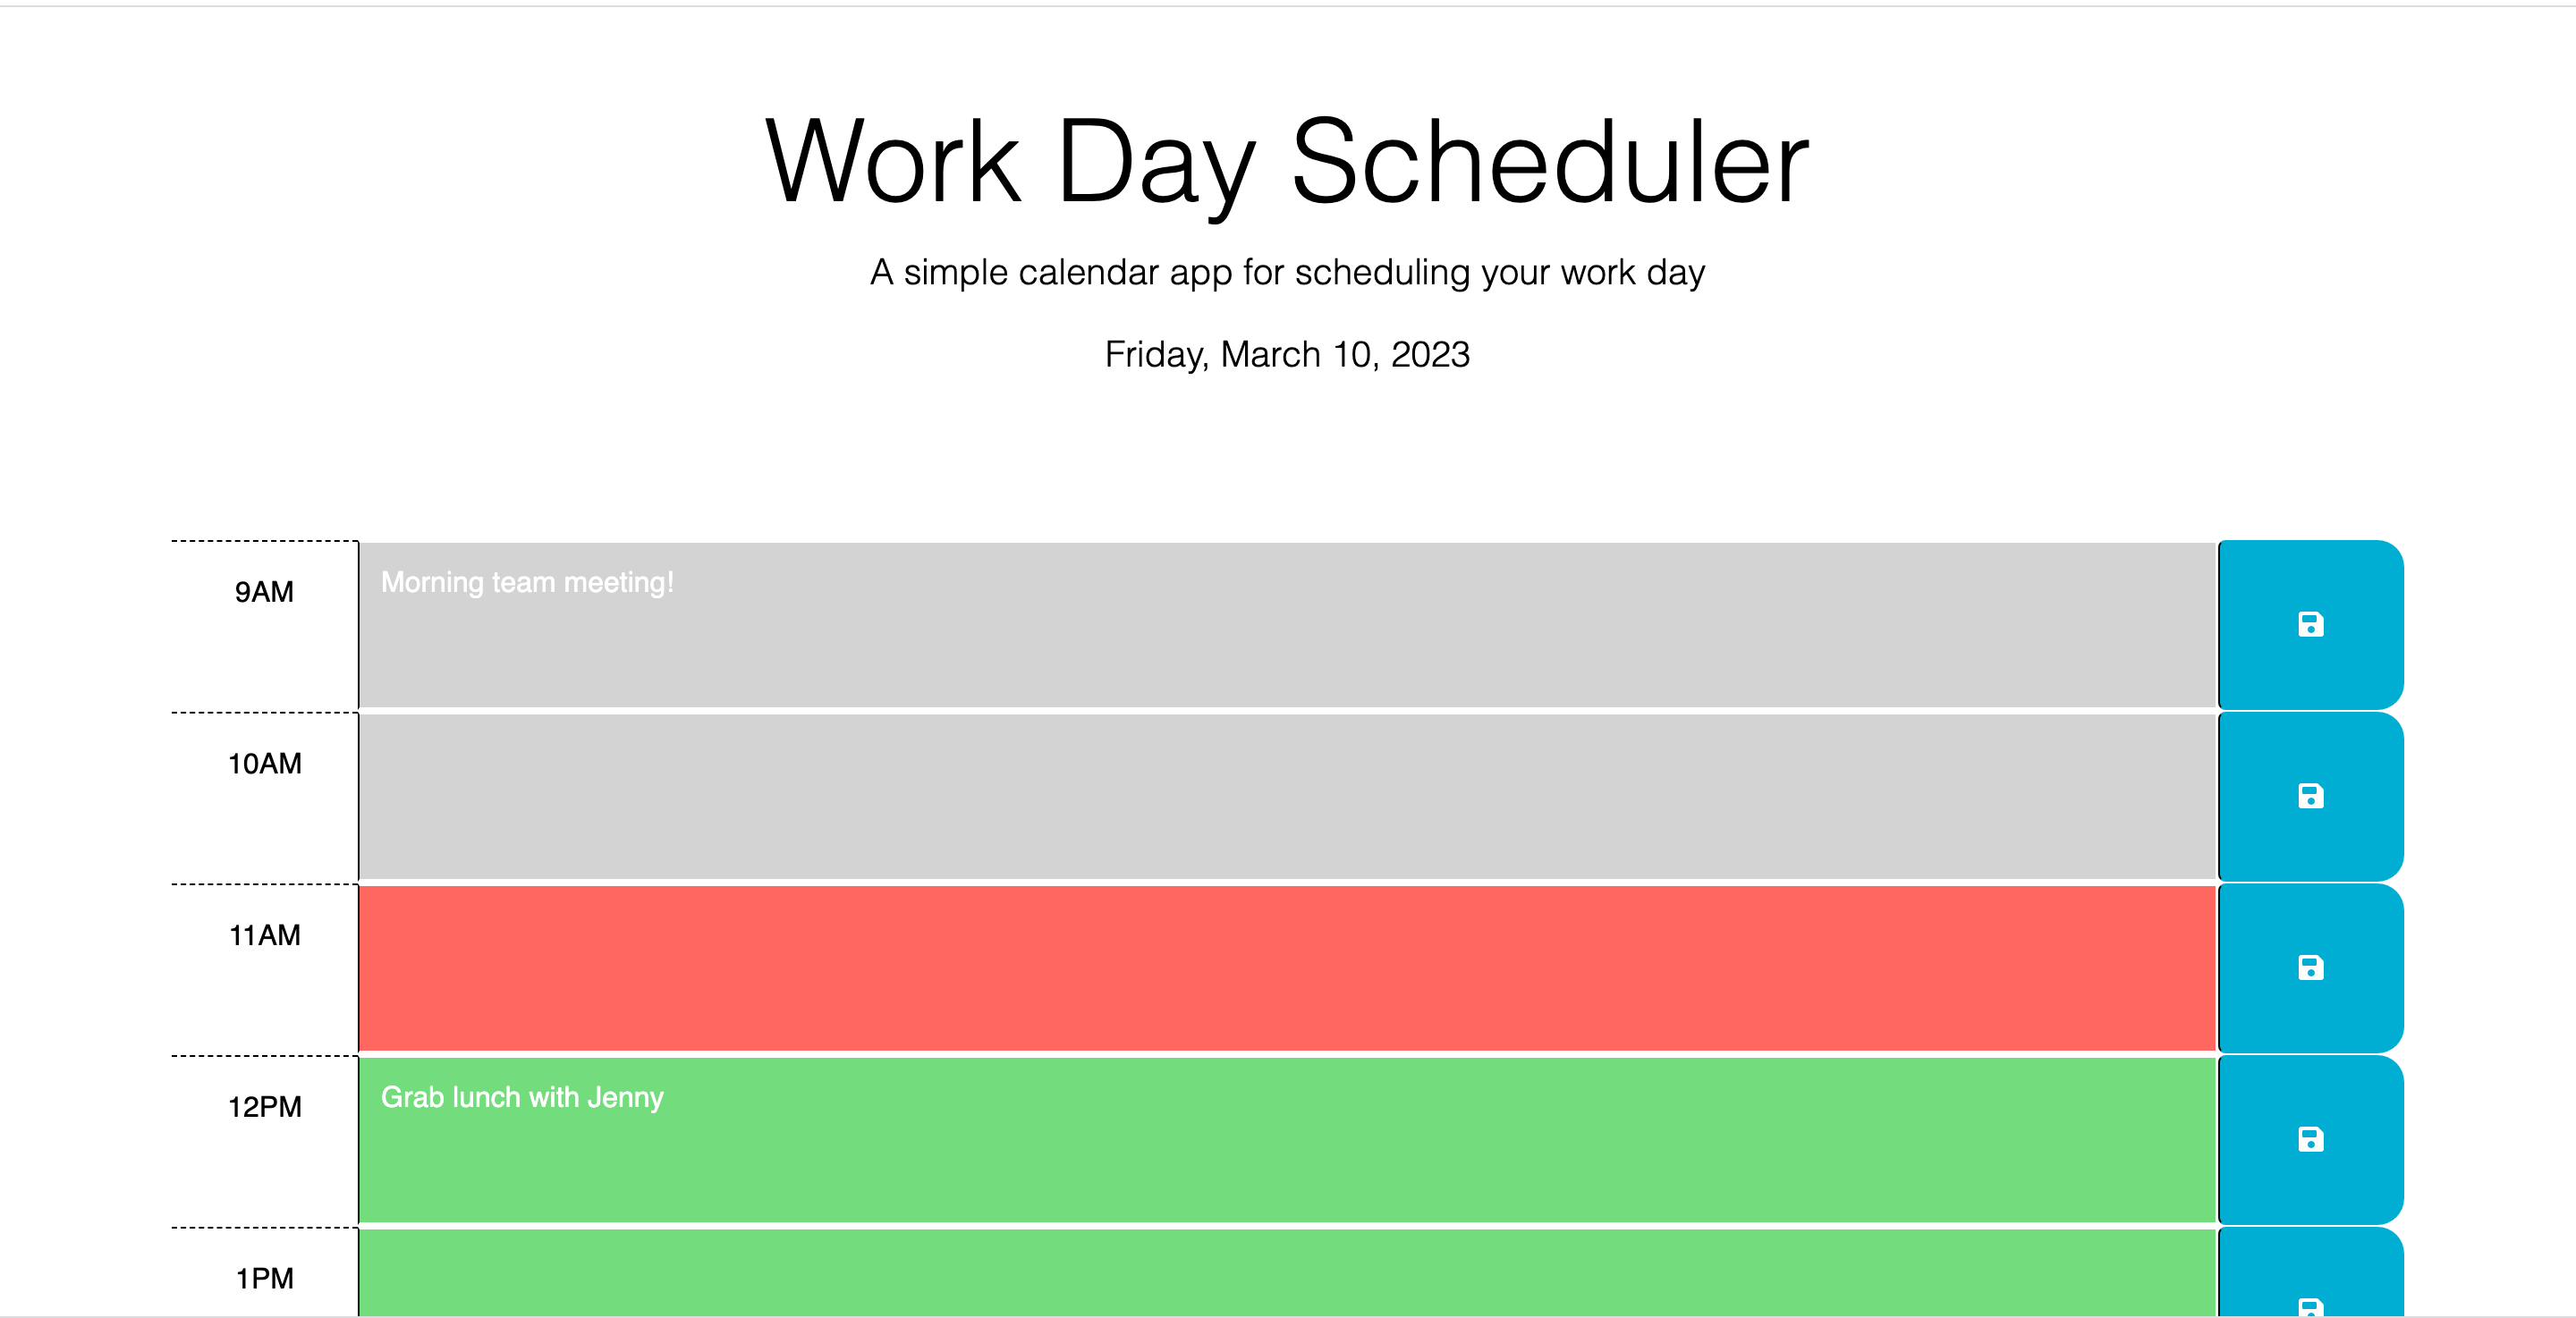 Work Day Scheduler
A simple calendar app for scheduling your work day
Friday, March 10, 2023
9AM
Morning team meeting!
10AM
11AM
12PM
Grab lunch with Jenny
1PM